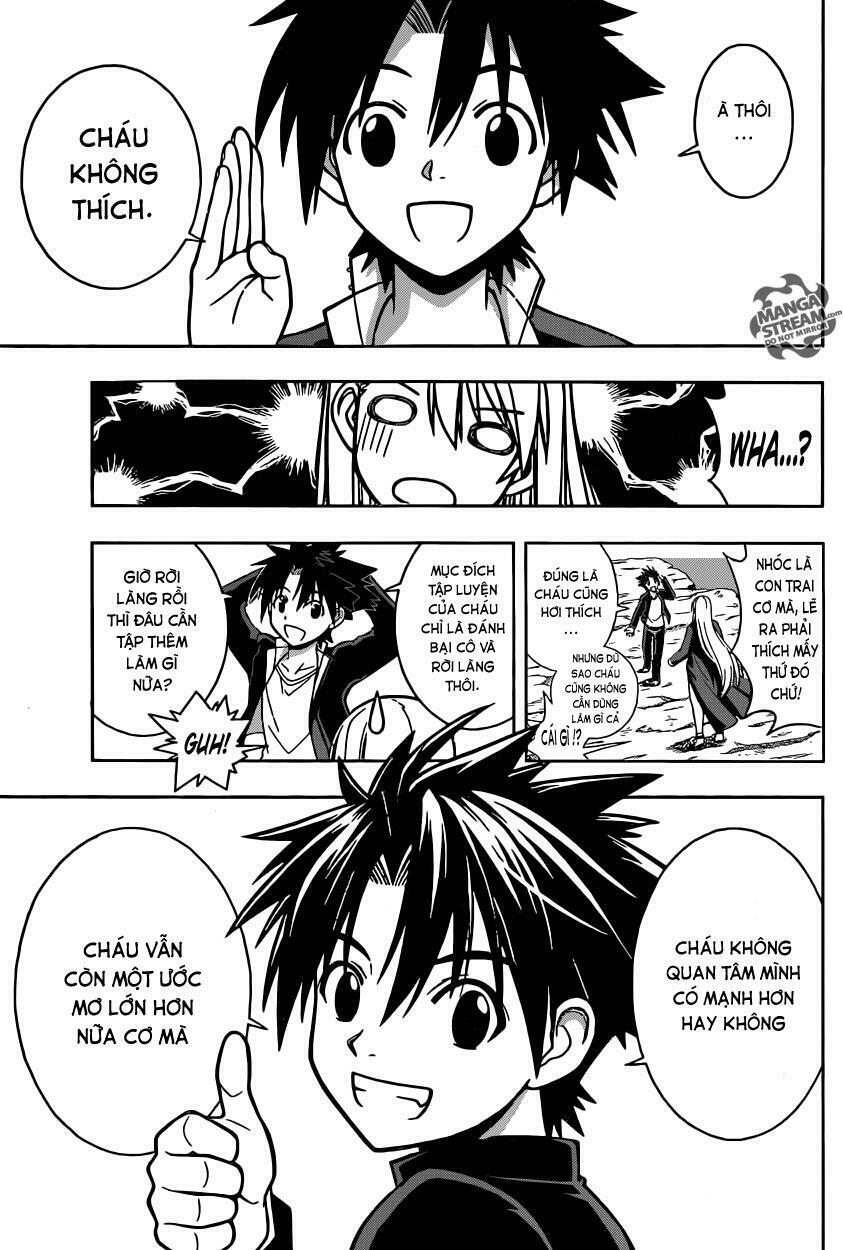 À THÔI
...
CHÁU
KHÔNG
THÍCH.
MANGA
STREAM.com
DO NOT MIRROR
WHA...?
NHÓC LÀ
CON TRAI
CƠ MÀ, LẼ
RA PHẢI
THÍCH MẤY
THỨ ĐÓ
CHỨ!
ĐÚNG LÀ
CHÁU CŨNG
HƠI THÍCH
...
NHƯNG DÙ
SAO CHÁU
CŨNG KHÔNG
CẦN DÙNG
LẮM GÌ CẢ
CÁI GÌ!?
MỤC ĐÍCH
TẬP LUYỆN
CỦA CHÁU
CHỈ LÀ ĐÁNH
BẠI CÔ VÀ
RỜI LÀNG
THÔI.
GIỜ RỜI
LÀNG RỒI
THÌ ĐÂU CẦN
TẬP THÊM
LÀM GÌ
NỮA?
GUH!
CHÁU KHÔNG
QUAN TÂM MÌNH
CÓ MẠNH HƠN
HAY KHÔNG
CHÁU VẪN
CÒN MỘT ƯỚC
MƠ LỚN HƠN
NỮA CƠ MÀ